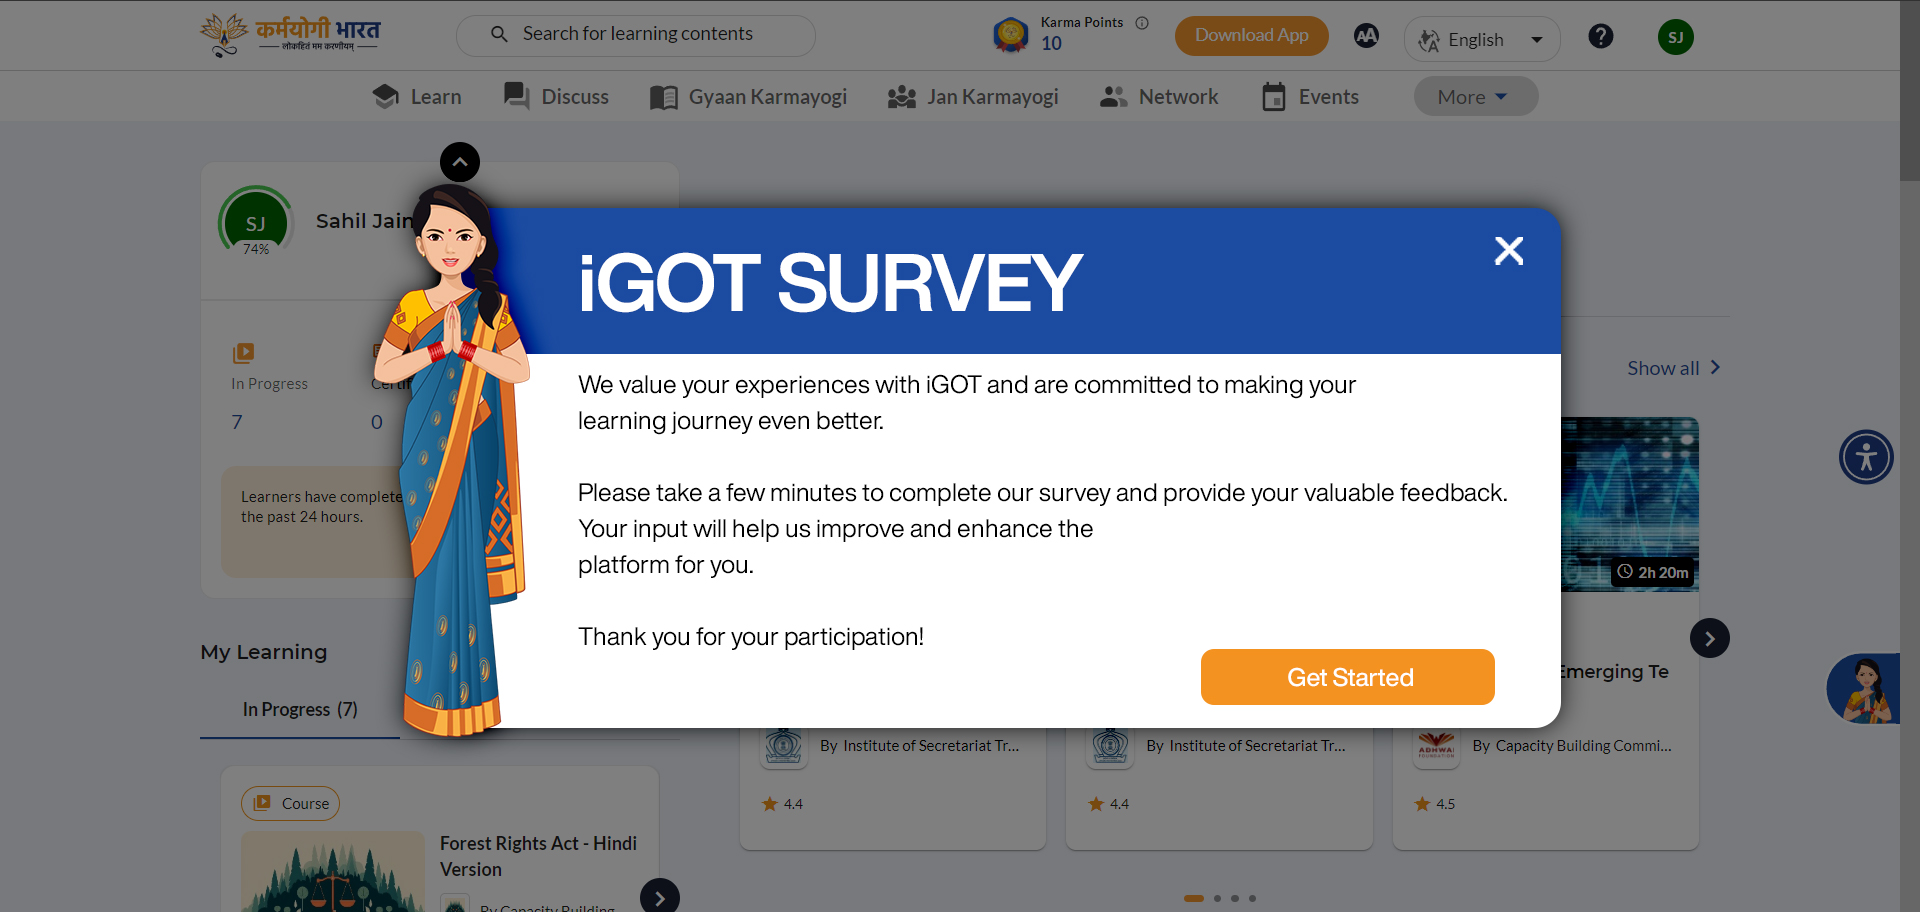 कर्मयोगी भारत
लोकहितं मम करणीयम्
Search for learning contents
Karma Points
10
Download App
AA
English
SJ
Learn
Discuss
Gyaan Karmayogi
Jan Karmayogi
Network
Events
More
SJ
74%
Sahil Jain
In Progress
7
0
Learners have complete
the past 24 hours.
iGOT SURVEY
We value your experiences with iGOT and are committed to making your
learning journey even better.
Please take a few minutes to complete our survey and provide your valuable feedback.
Your input will help us improve and enhance the
platform for you.
Thank you for your participation!
Get Started
Show all
2h 20m
Emerging Te
My Learning
In Progress (7)
By Institute of Secretariat Tr...
By Institute of Secretariat Tr...
By Capacity Building Commi...
4.4
4.4
4.5
Course
Forest Rights Act - Hindi
Version
By Capacity Building